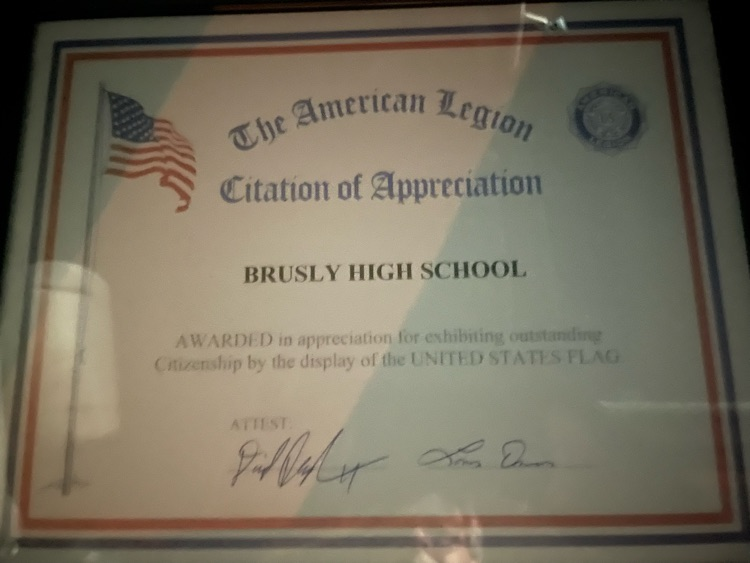 The American Legion
Citation of Appreciation
BRUSLY HIGH SCHOOL
AWARDED in appreciation for exhibiting outstanding
Citizenship by the display of the UNITED STATES FLAG
ATTEST: